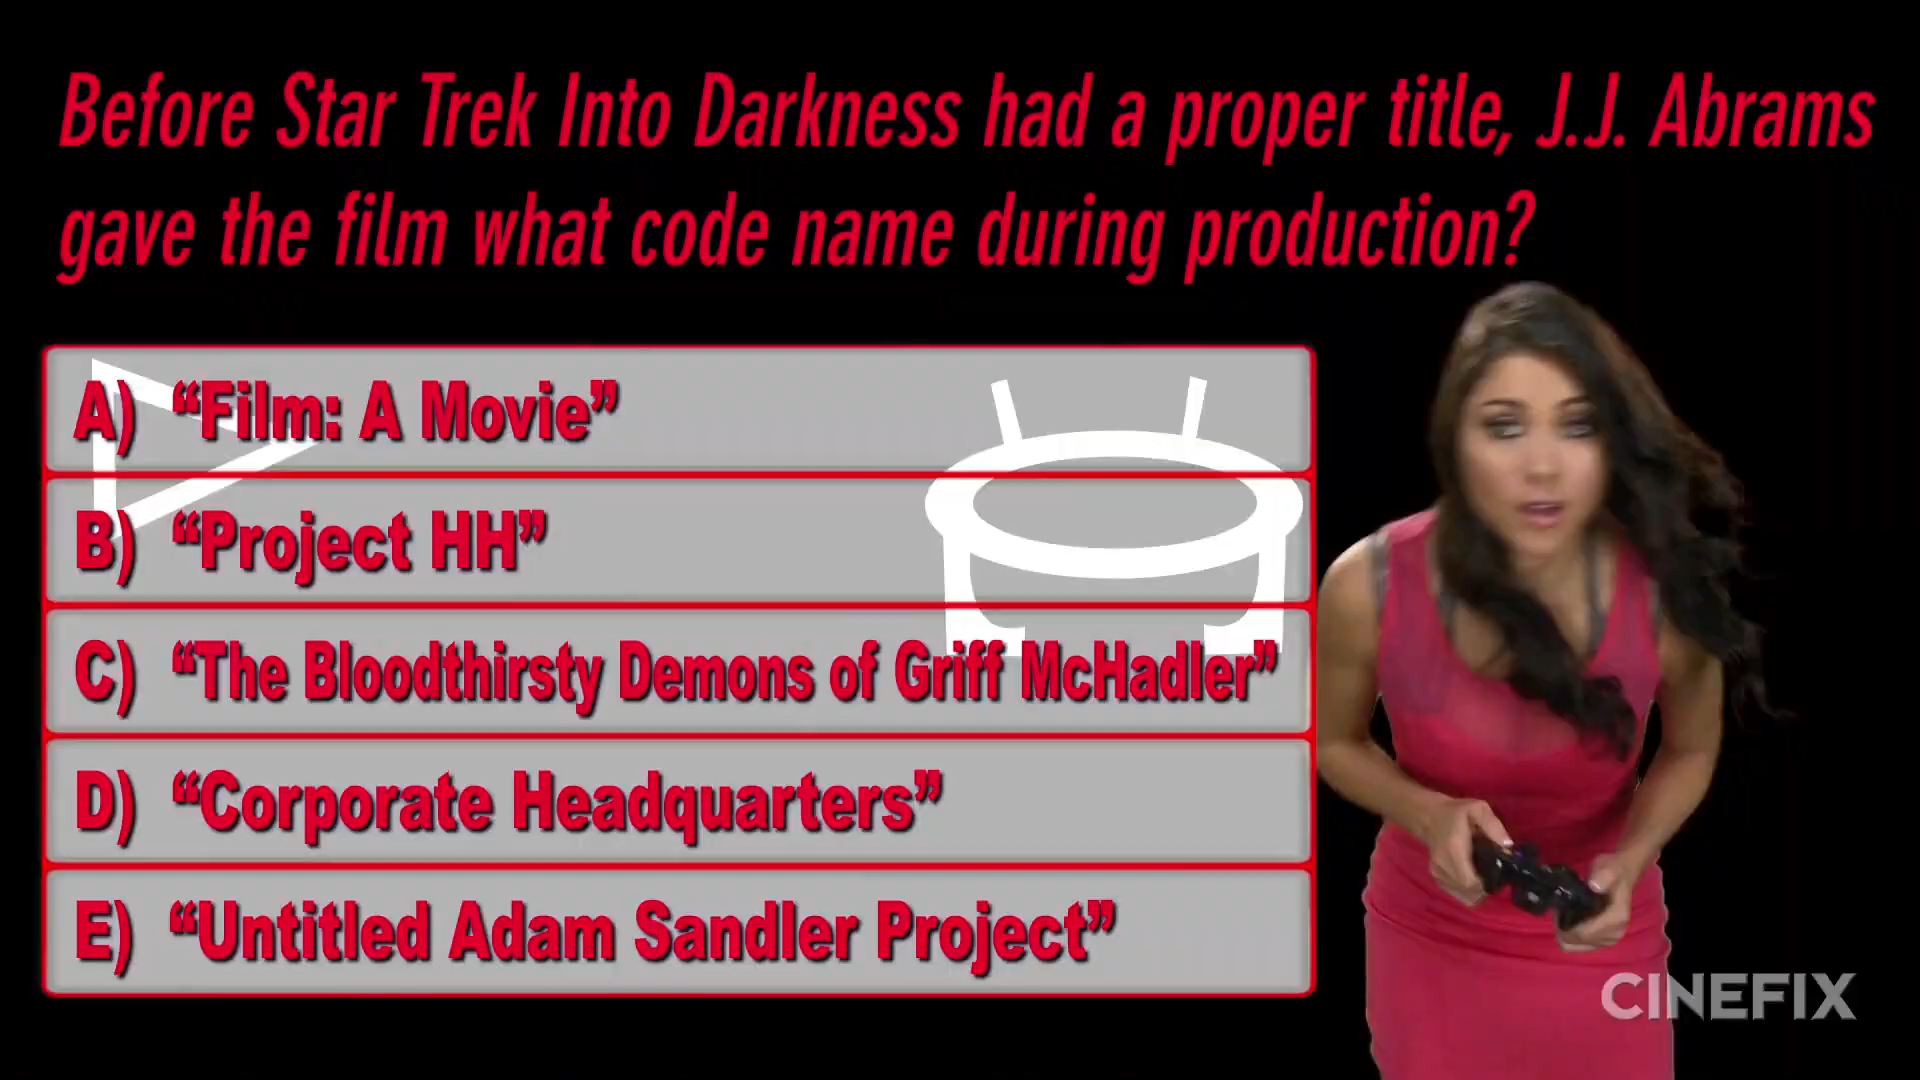 Before Star Trek Into Darkness had a proper title, J.J. Abrams
gave the film what code name during production?
A) “Film: A Movie”
B) “Project HH”
C) “The Bloodthirsty Demons of Griff McHadler”
D) “Corporate Headquarters”
E) “Untitled Adam Sandler Project”
CINEFIX